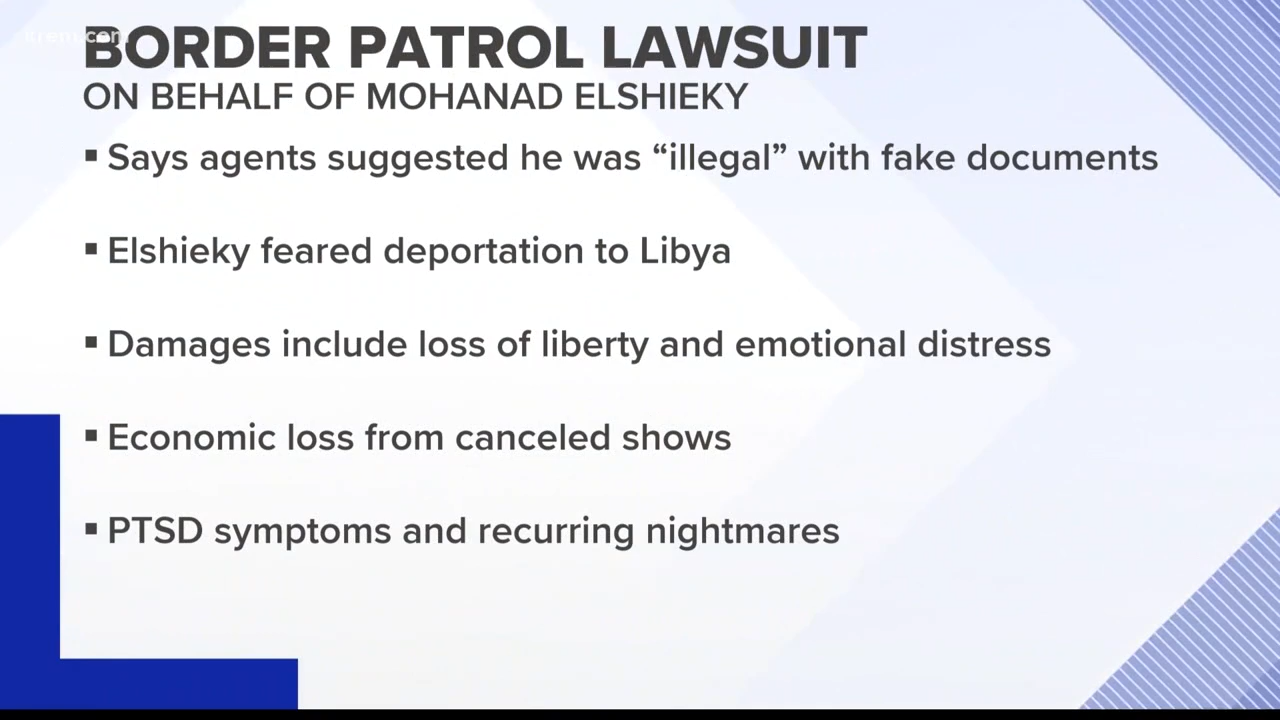 krem.com
BORDER PATROL LAWSUIT
ON BEHALF OF MOHANAD ELSHIEKY
▪ Says agents suggested he was “illegal” with fake documents
▪ Elshieky feared deportation to Libya
▪ Damages include loss of liberty and emotional distress
▪ Economic loss from canceled shows
▪ PTSD symptoms and recurring nightmares